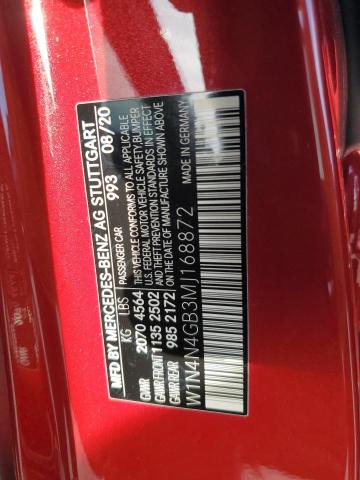 MFD BY MERCEDES-BENZ AG STUTTGART
KG LBS PASSENGER CAR 993 08/20
GVWR 2070 4564 THIS VEHICLE CONFORMS TO ALL APPLICABLE
U.S. FEDERAL MOTOR VEHICLE SAFETY, BUMPER
GAWR FRONT 1135 2502 AND THEFT PREVENTION STANDARDS IN EFFECT
GAWR REAR 985 2172 ON THE DATE OF MANUFACTURE SHOWN ABOVE
W1N4N4GB3MJ168872 MADE IN GERMANY